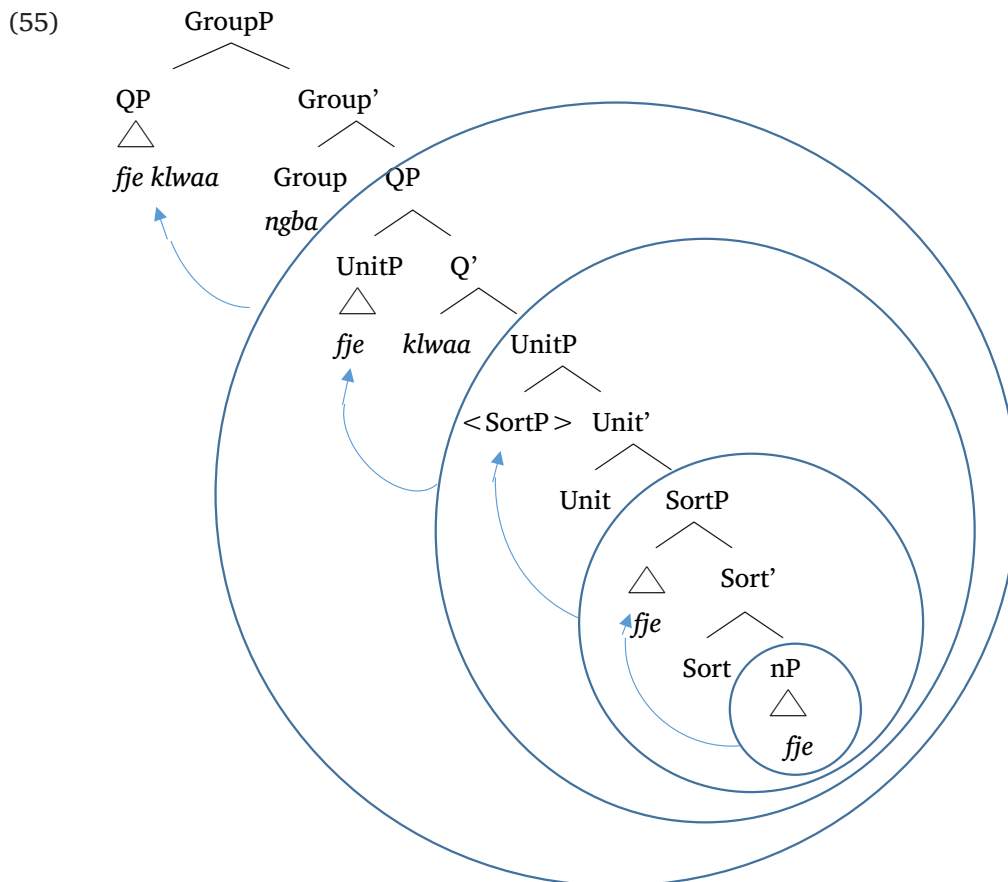 (55) GroupP
QP Group’
fje klwaa Group QP
ngba
UnitP Q’
fje klwaa UnitP
<SortP> Unit’
Unit SortP
Sort’
fje
Sort nP
fje